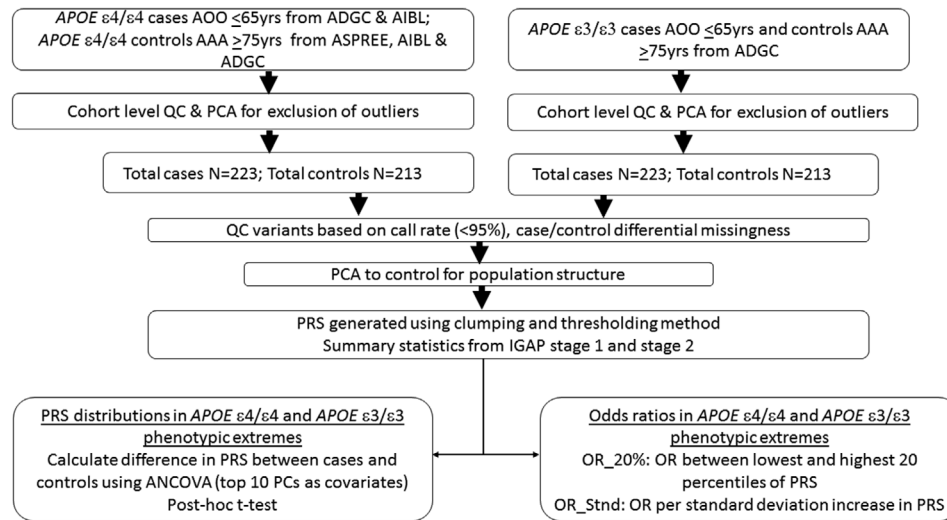 APOE ε4/ε4 cases AOO ≤65yrs from ADGC & AIBL;
APOE ε4/ε4 controls AAA ≥75yrs from ASPREE, AIBL &
ADGC
APOE ε3/ε3 cases AOO ≤65yrs and controls AAA
≥75yrs from ADGC
Cohort level QC & PCA for exclusion of outliers
Cohort level QC & PCA for exclusion of outliers
Total cases N=223; Total controls N=213
Total cases N=223; Total controls N=213
QC variants based on call rate (<95%), case/control differential missingness
PCA to control for population structure
PRS generated using clumping and thresholding method
Summary statistics from IGAP stage 1 and stage 2
PRS distributions in APOE ε4/ε4 and APOE ε3/ε3
phenotypic extremes
Calculate difference in PRS between cases and
controls using ANCOVA (top 10 PCs as covariates)
Post-hoc t-test
Odds ratios in APOE ε4/ε4 and APOE ε3/ε3
phenotypic extremes
OR_20%: OR between lowest and highest 20
percentiles of PRS
OR_Stnd: OR per standard deviation increase in PRS